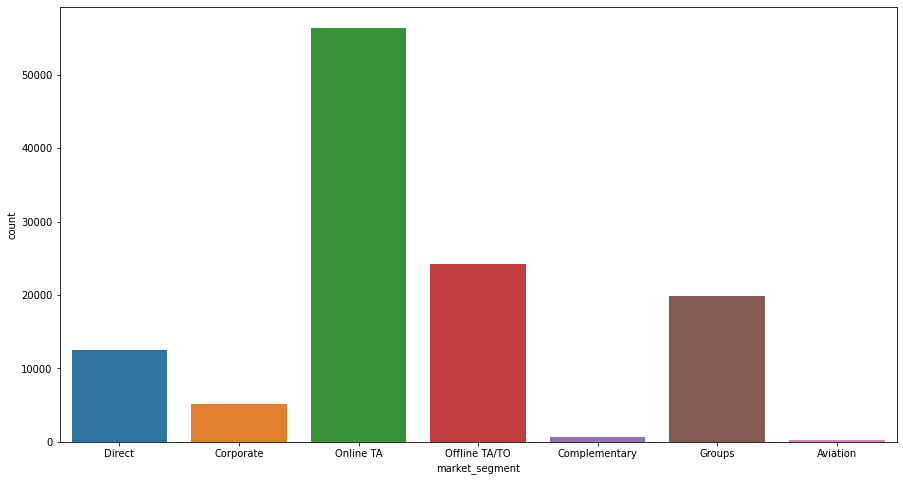 50000
40000
30000
20000
10000
0
count
Direct Corporate Online TA Offline TA/TO Complementary Groups Aviation
market_segment